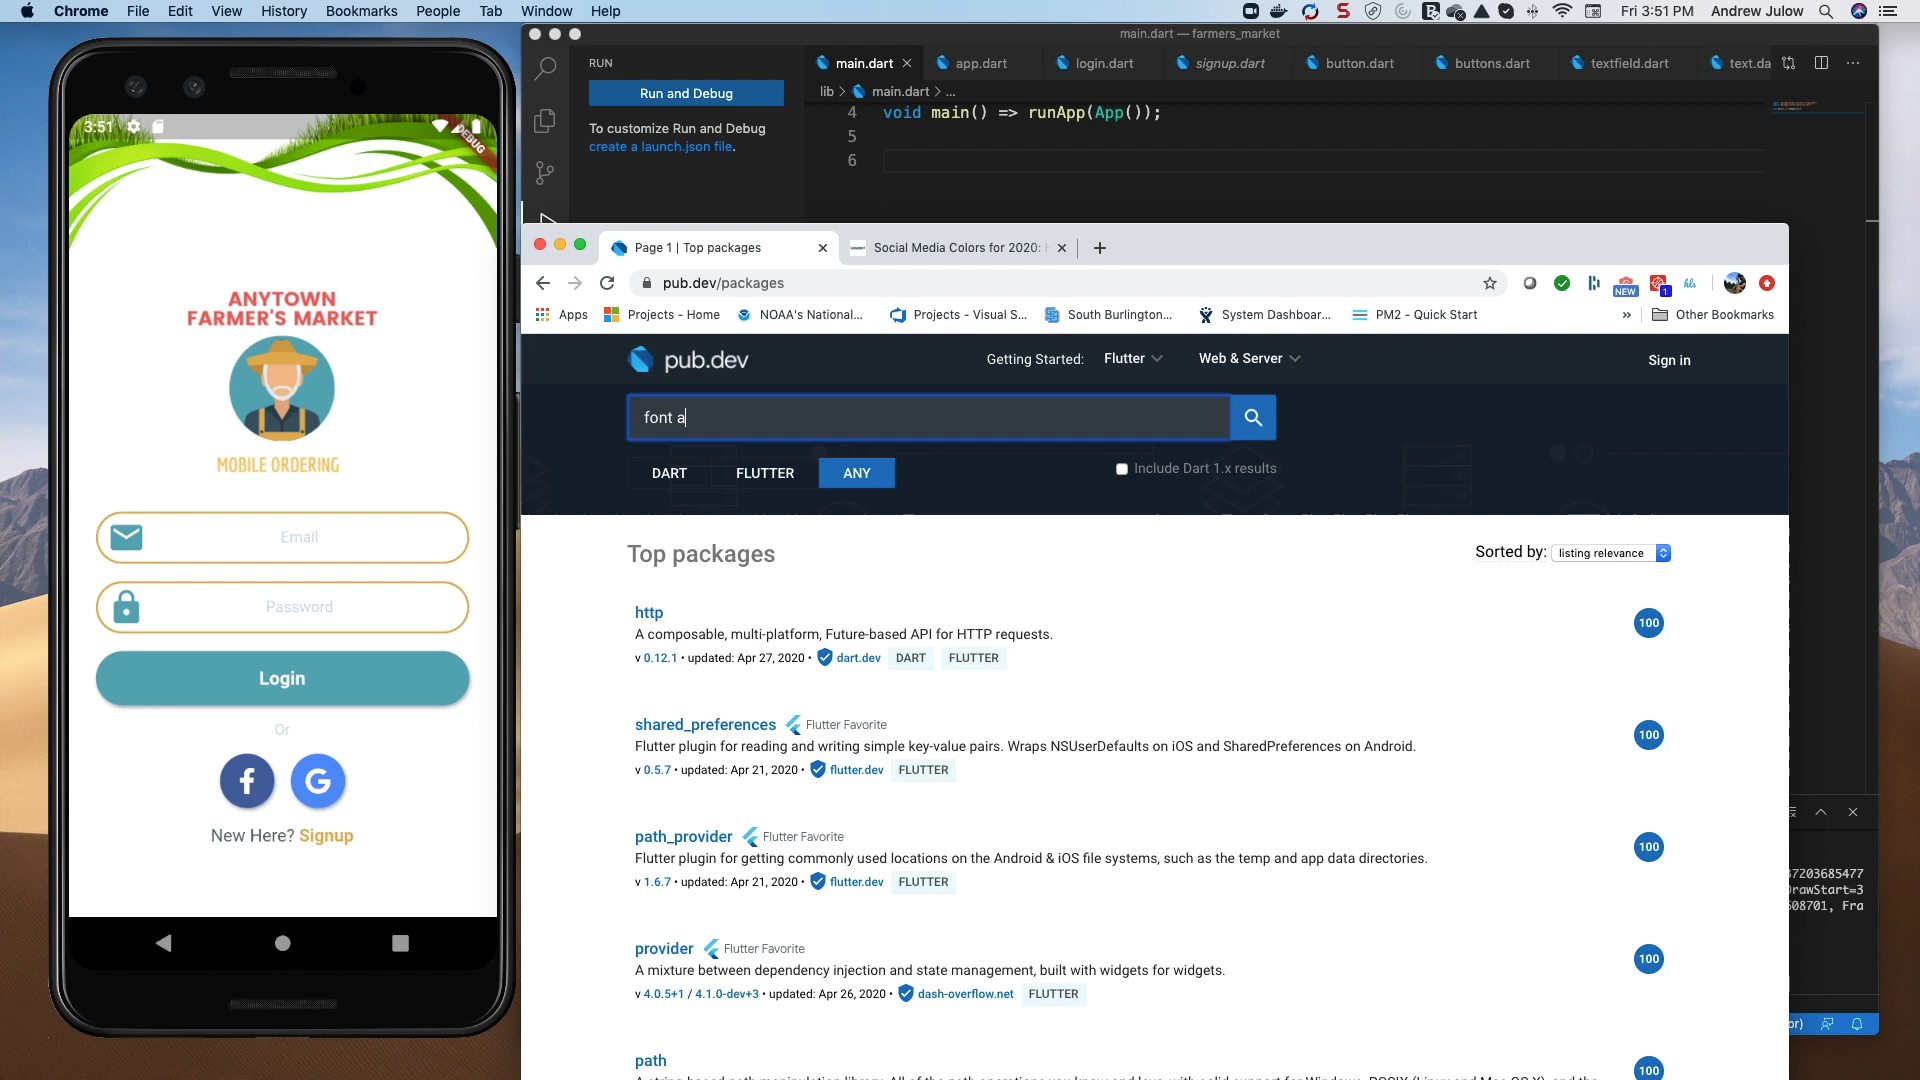 Chrome File Edit View History Bookmarks People Tab Window Help
Fri 3:51 PM Andrew Julow
3:51
DEBUG
ANYTOWN
FARMER'S MARKET
MOBILE ORDERING
Email
Password
Login
Or
New Here? Signup
main.dart — farmers_market
RUN
Run and Debug
To customize Run and Debug
create a launch.json file.
main.dart app.dart login.dart signup.dart button.dart buttons.dart textfield.dart text.da
lib > main.dart > ...
4 void main() => runApp(App());
5
6
Page 1 | Top packages
Social Media Colors for 2020:
pub.dev/packages
NEW
1
Apps Projects - Home NOAA's National... Projects - Visual S... South Burlington... System Dashboar... PM2 - Quick Start » Other Bookmarks
pub.dev
Getting Started: Flutter Web & Server
Sign in
font a
DART FLUTTER ANY
Include Dart 1.x results
Top packages
Sorted by: listing relevance
http
100
A composable, multi-platform, Future-based API for HTTP requests.
v 0.12.1 • updated: Apr 27, 2020 • dart.dev DART FLUTTER
shared_preferences Flutter Favorite
100
Flutter plugin for reading and writing simple key-value pairs. Wraps NSUserDefaults on iOS and SharedPreferences on Android.
v 0.5.7 • updated: Apr 21, 2020 • flutter.dev FLUTTER
path_provider Flutter Favorite
100
Flutter plugin for getting commonly used locations on the Android & iOS file systems, such as the temp and app data directories.
v 1.6.7 • updated: Apr 21, 2020 • flutter.dev FLUTTER
provider Flutter Favorite
100
A mixture between dependency injection and state management, built with widgets for widgets.
v 4.0.5+1 / 4.1.0-dev+3 • updated: Apr 26, 2020 • dash-overflow.net FLUTTER
path
100
37203685477
DrawStart=3
608701, Fra